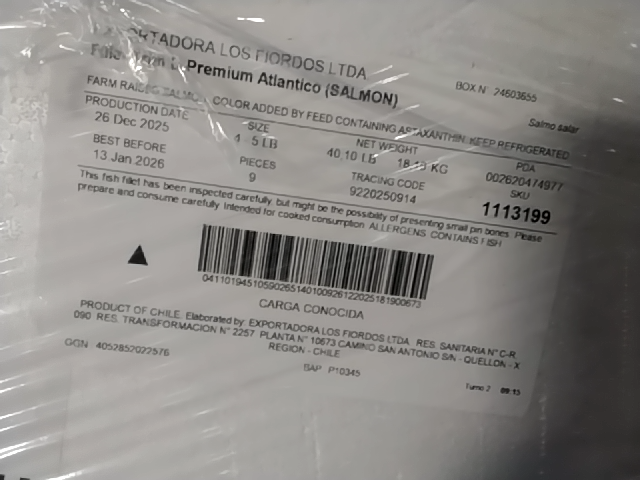 EXPORTADORA LOS FIORDOS LTDA
Premium Atlantico (SALMON)
BOX N° 24603655
Salmo salar
FARM RAISED SALMON, COLOR ADDED BY FEED CONTAINING ASTAXANTHIN. KEEP REFRIGERATED
PRODUCTION DATE SIZE NET WEIGHT PDA
26 Dec 2025 4 - 5 LB 40,10 LB 18,19 KG 002620474977
BEST BEFORE PIECES TRACING CODE SKU
13 Jan 2026 9 9220250914 1113199
This fish fillet has been inspected carefully, but might be the possibility of presenting small pin bones. Please
prepare and consume carefully. Intended for cooked consumption. ALLERGENS: CONTAINS FISH
CARGA CONOCIDA
PRODUCT OF CHILE. Elaborated by: EXPORTADORA LOS FIORDOS LTDA. RES. SANITARIA N° C-R
090 RES. TRANSFORMACION N° 2257 PLANTA N° 10673 CAMINO SAN ANTONIO S/N - QUELLON - X
REGION - CHILE
GGN 4052852022576
BAP P10345
Turno 2